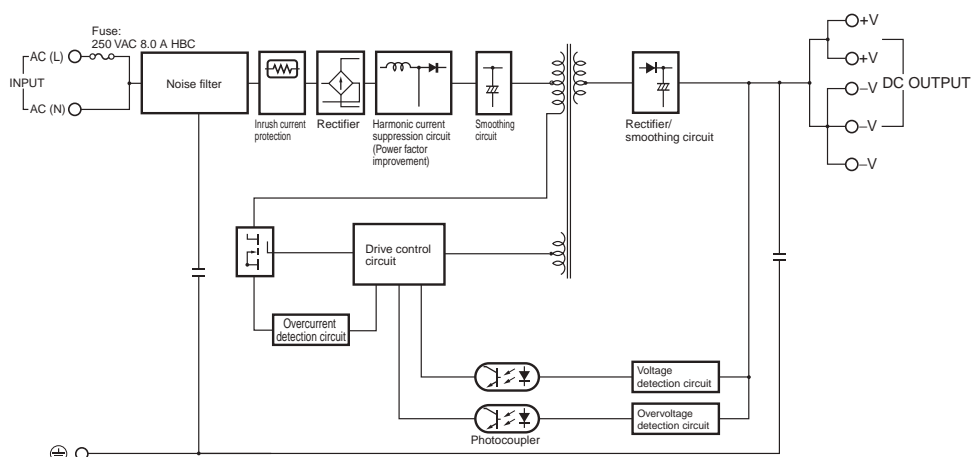 Fuse:
250 VAC 8.0 A HBC
AC (L)
INPUT
AC (N)
Noise filter
Inrush current
protection
Rectifier
Harmonic current
suppression circuit
(Power factor
improvement)
Smoothing
circuit
Rectifier/
smoothing circuit
+V
+V
–V
DC OUTPUT
–V
–V
Drive control
circuit
Overcurrent
detection circuit
Voltage
detection circuit
Overvoltage
detection circuit
Photocoupler